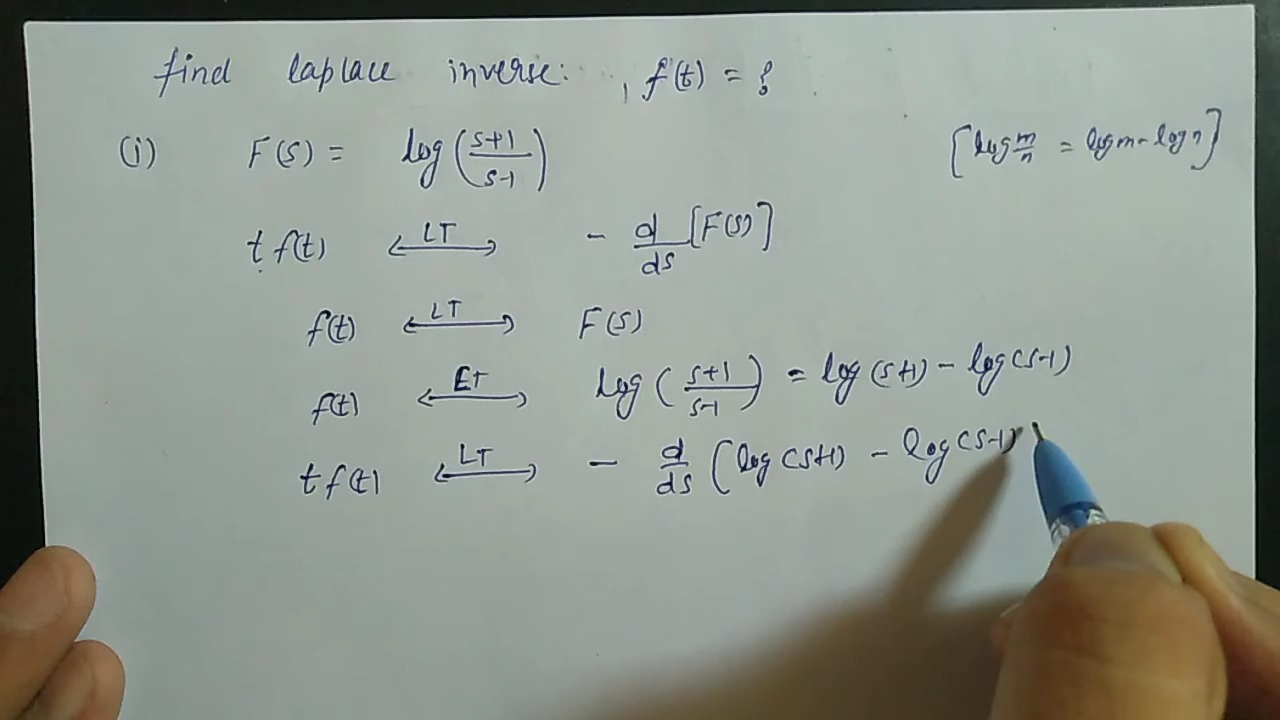 find laplace inverse: , f(t) = ?
(i) F(s) = log(s+1/s-1) [log m/n = log m - log n]
t f(t) ⟷ LT - d/ds [F(s)]
f(t) ⟷ LT F(s)
f(t) ⟷ LT log(s+1/s-1) = log(s+1) - log(s-1)
t f(t) ⟷ LT - d/ds (log(s+1) - log(s-1)